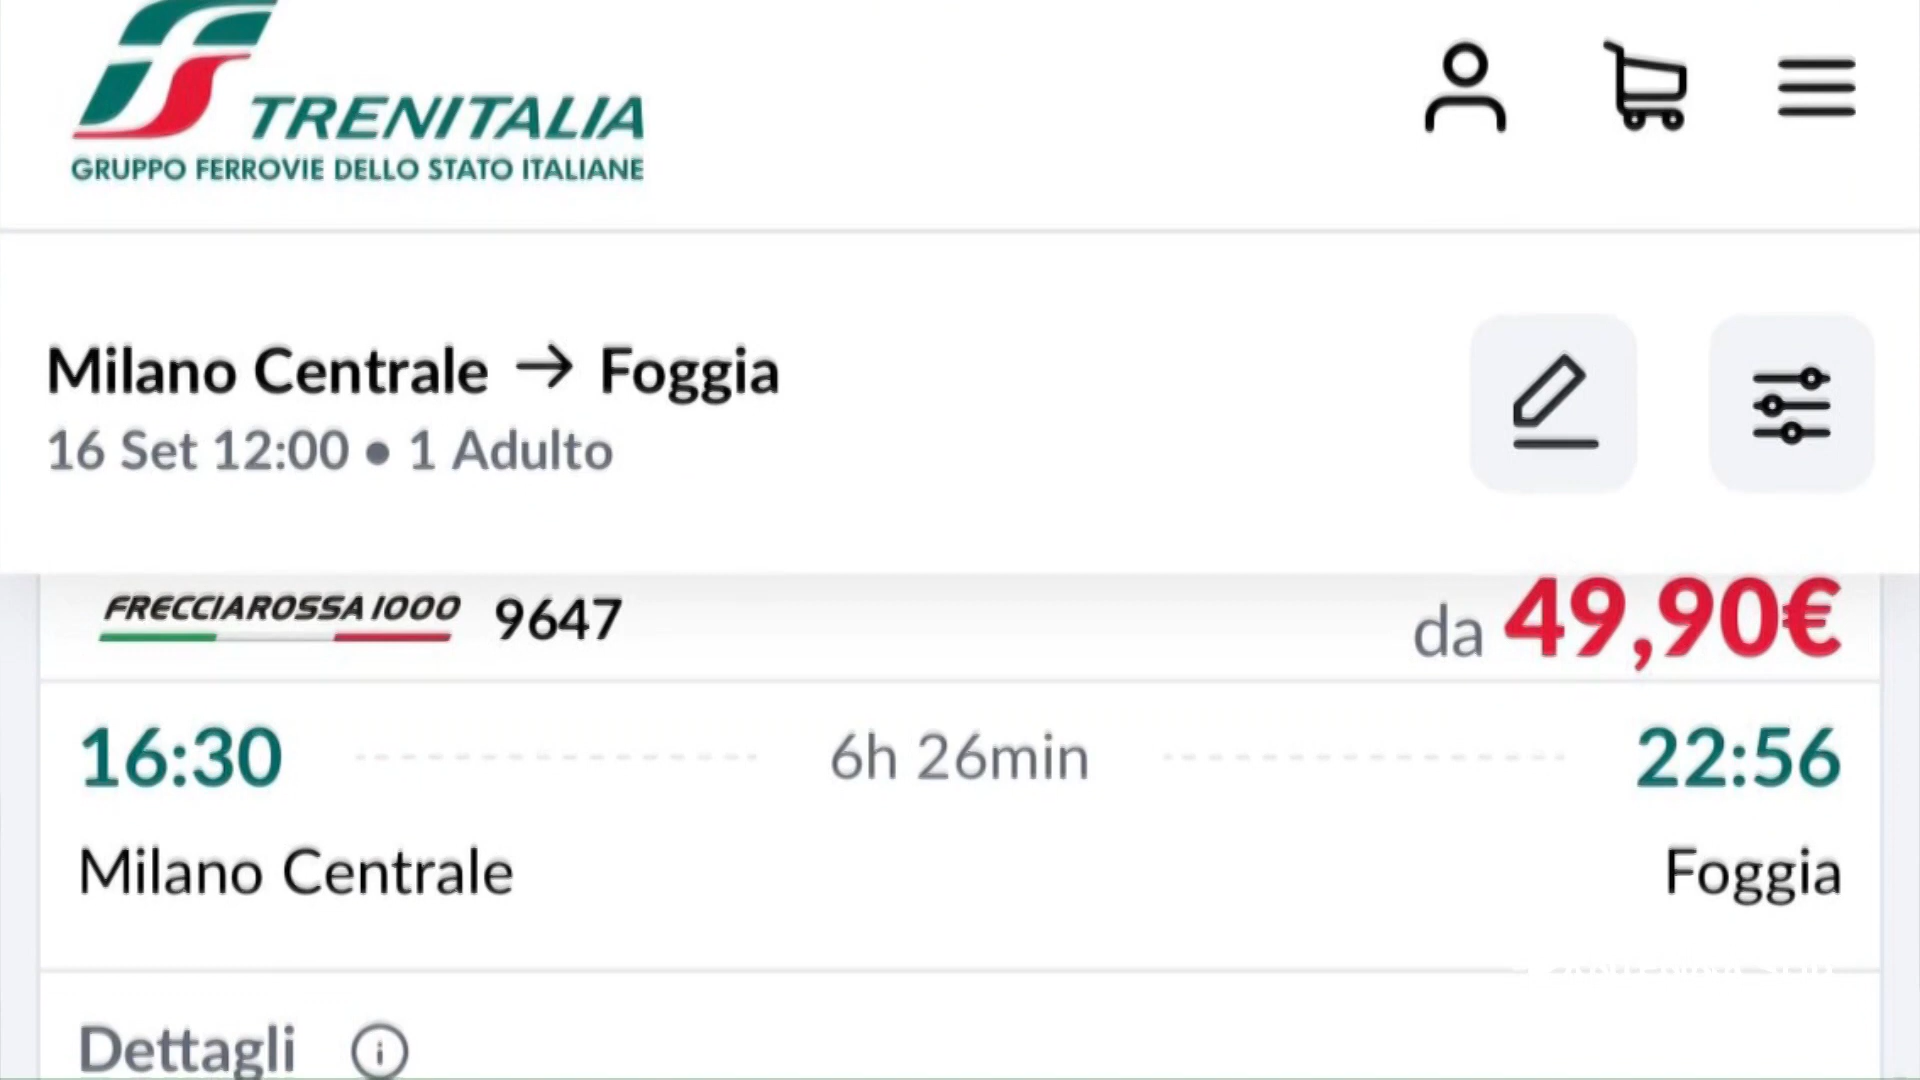 TRENITALIA
GRUPPO FERROVIE DELLO STATO ITALIANE
Milano Centrale → Foggia
16 Set 12:00 • 1 Adulto
FRECCIAROSSA 1000 9647 da 49,90€
16:30 6h 26min 22:56
Milano Centrale Foggia
Dettagli